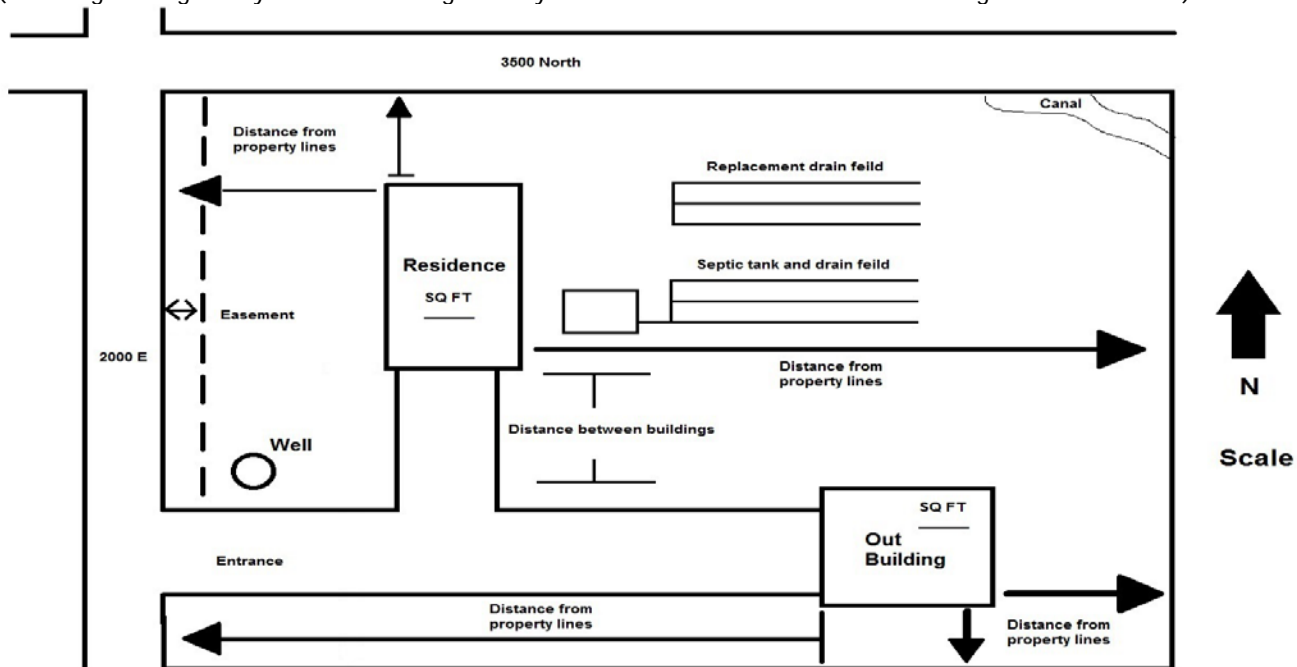 3500 North
Canal
Distance from
property lines
Replacement drain feild
Residence
SQ FT
Septic tank and drain feild
Easement
2000 E
Distance from
property lines
N
Distance between buildings
Well
Scale
SQ FT
Out
Building
Entrance
Distance from
property lines
Distance from
property lines